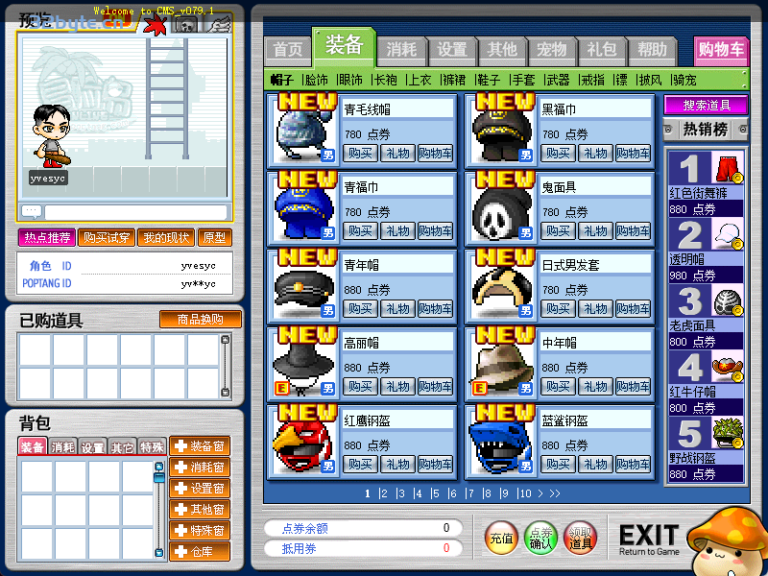 Welcome to CMS_v079.1
预览
32byte.cn
yvesyc
热点推荐 购买试穿 我的现状 原型
角色 ID yvesyc
POPTANG ID yv**yc
已购道具 商品换购
背包
装备 消耗 设置 其它 特殊
装备窗
消耗窗
设置窗
其他窗
特殊窗
仓库
首页 装备 消耗 设置 其他 宠物 礼包 帮助 购物车
帽子 |脸饰 |眼饰 |长袍 |上衣 |裤裙 |鞋子 |手套 |武器 |戒指 |镖 |披风 |骑宠
NEW 青毛线帽
780 点券
男 购买 礼物 购物车
NEW 黑福巾
780 点券
男 购买 礼物 购物车
NEW 青福巾
780 点券
男 购买 礼物 购物车
NEW 鬼面具
780 点券
男 购买 礼物 购物车
NEW 青年帽
880 点券
男 购买 礼物 购物车
NEW 日式男发套
780 点券
男 购买 礼物 购物车
NEW 高丽帽
880 点券
E 男 购买 礼物 购物车
NEW 中年帽
880 点券
E 男 购买 礼物 购物车
NEW 红鹰钢盔
880 点券
男 购买 礼物 购物车
NEW 蓝鲨钢盔
880 点券
男 购买 礼物 购物车
1 |2 |3 |4 |5 |6 |7 |8 |9 |10 > >>
搜索道具
热销榜
1
红色街舞裤
880 点券
2
透明帽
980 点券
3
老虎面具
800 点券
4
红牛仔帽
800 点券
5
野战钢盔
880 点券
点券余额 0
抵用券 0
充值
点券确认
领取道具
EXIT
Return to Game